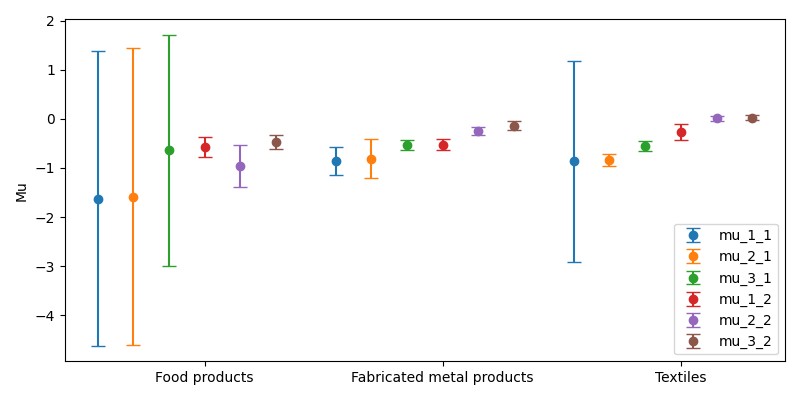 2
1
0
−1
−2
−3
−4
Mu
Food products
Fabricated metal products
Textiles
mu_1_1
mu_2_1
mu_3_1
mu_1_2
mu_2_2
mu_3_2